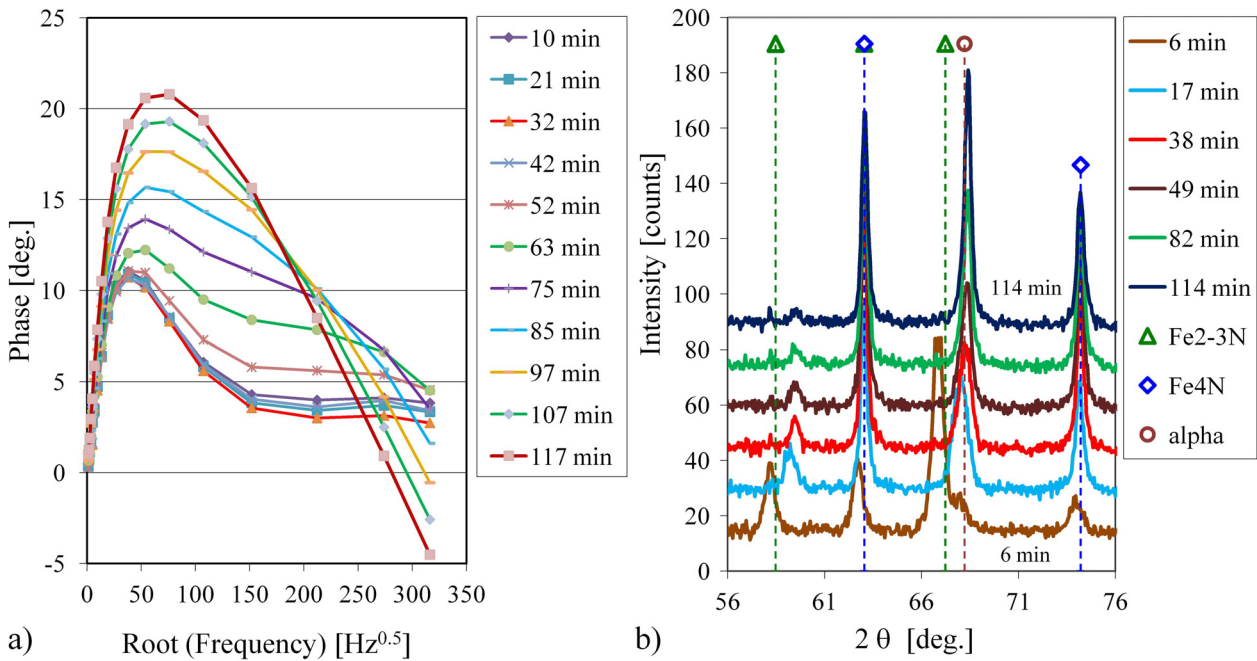 25
20
15
10
5
0
-5
0 50 100 150 200 250 300 350
Phase [deg.]
Root (Frequency) [Hz0.5]
a)
10 min
21 min
32 min
42 min
52 min
63 min
75 min
85 min
97 min
107 min
117 min
200
180
160
140
120
100
80
60
40
20
0
56 61 66 71 76
Intensity [counts]
2 θ [deg.]
b)
114 min
6 min
6 min
17 min
38 min
49 min
82 min
114 min
Fe2-3N
Fe4N
alpha